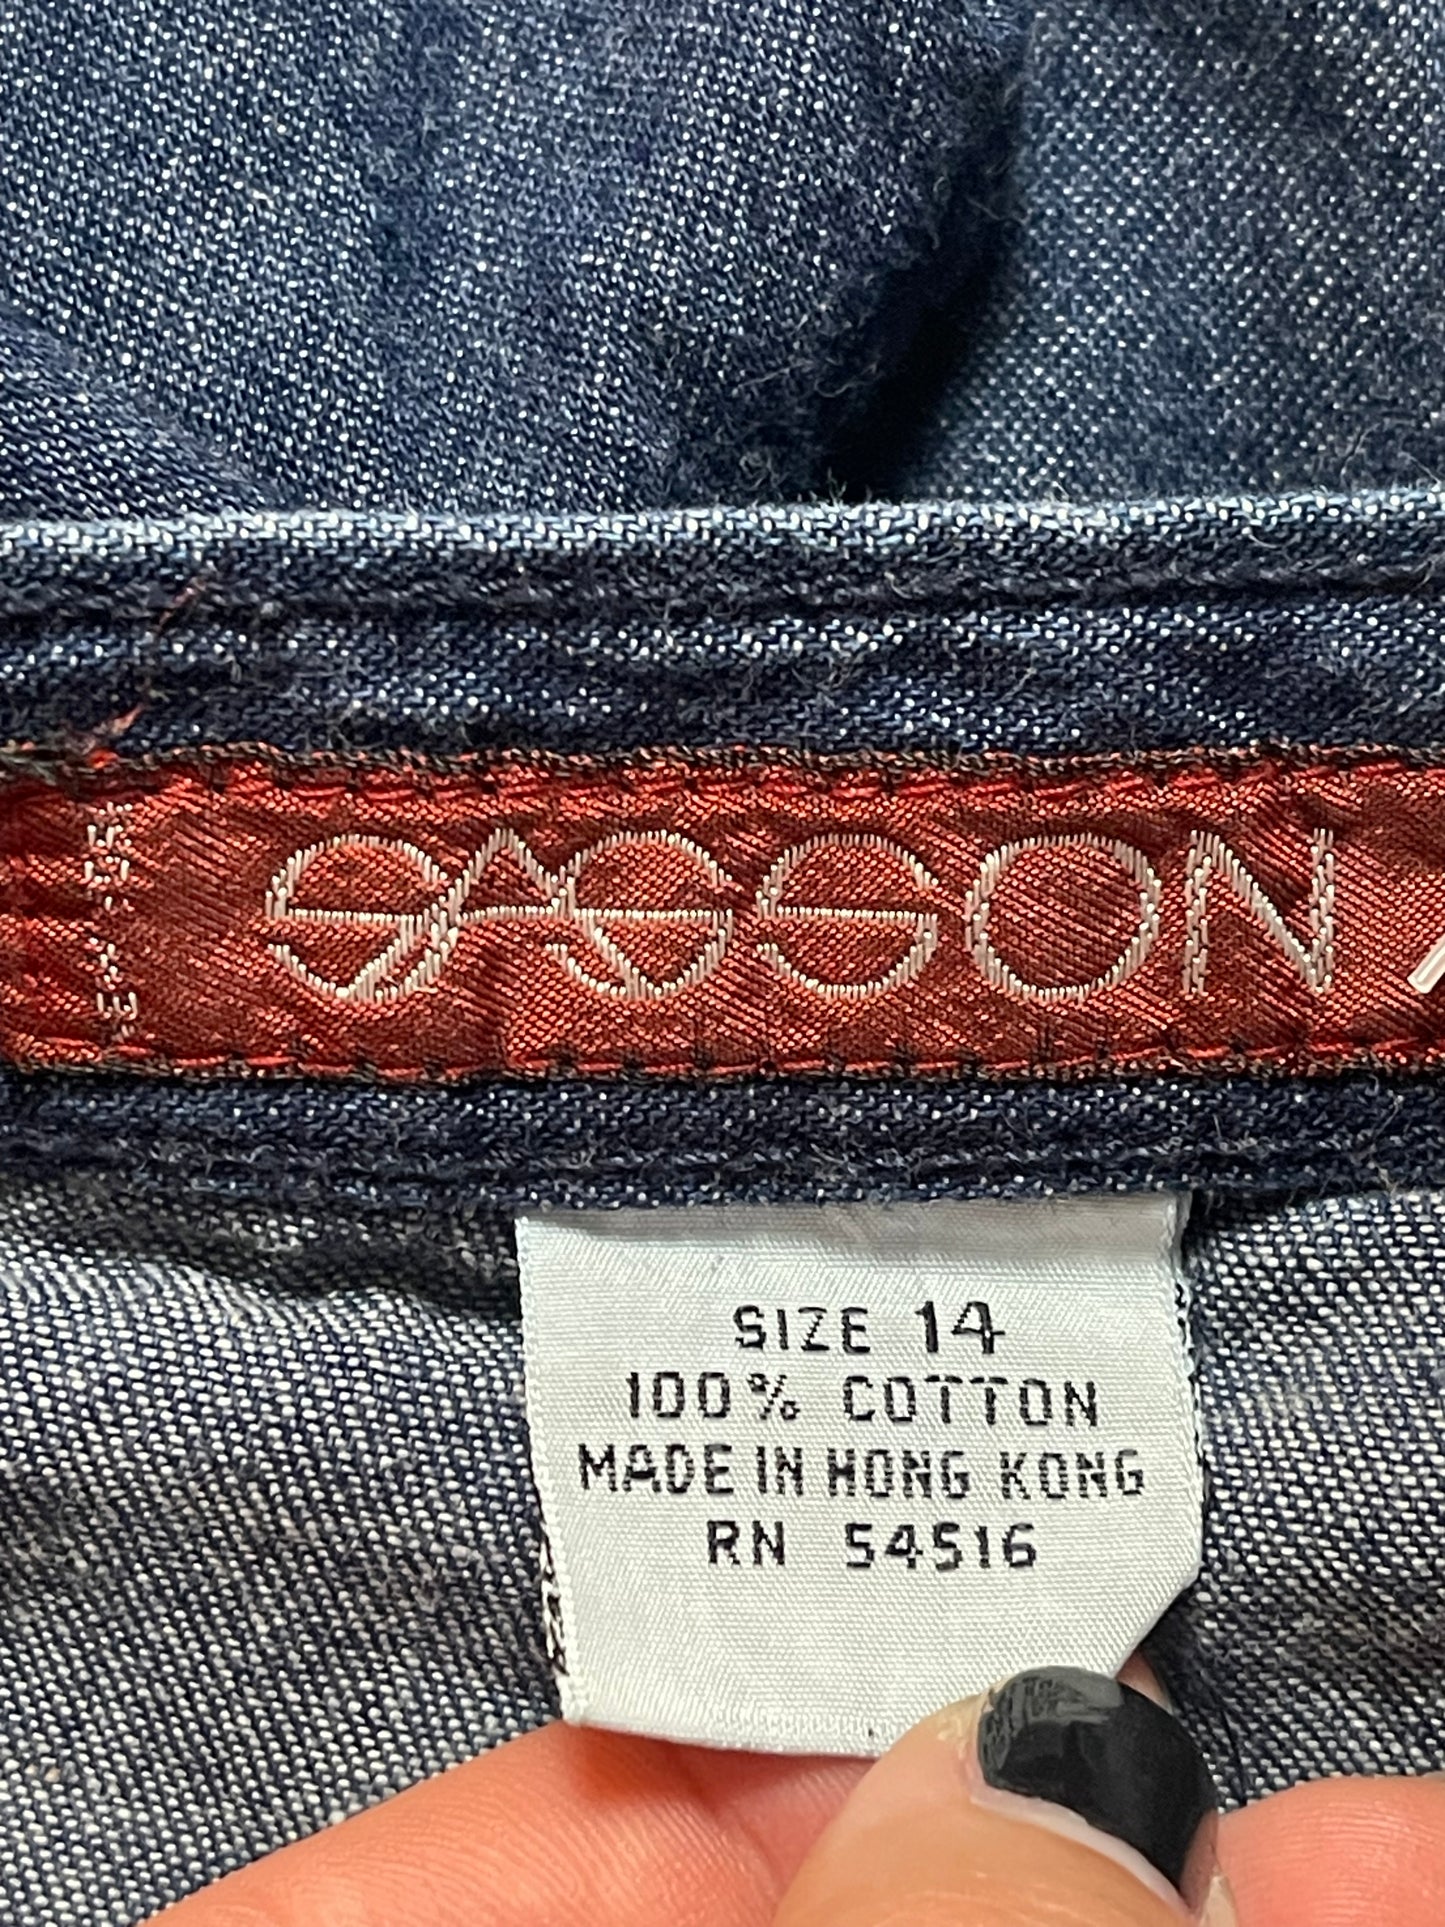 SASSON
SIZE 14
100% COTTON
MADE IN HONG KONG
RN 54516